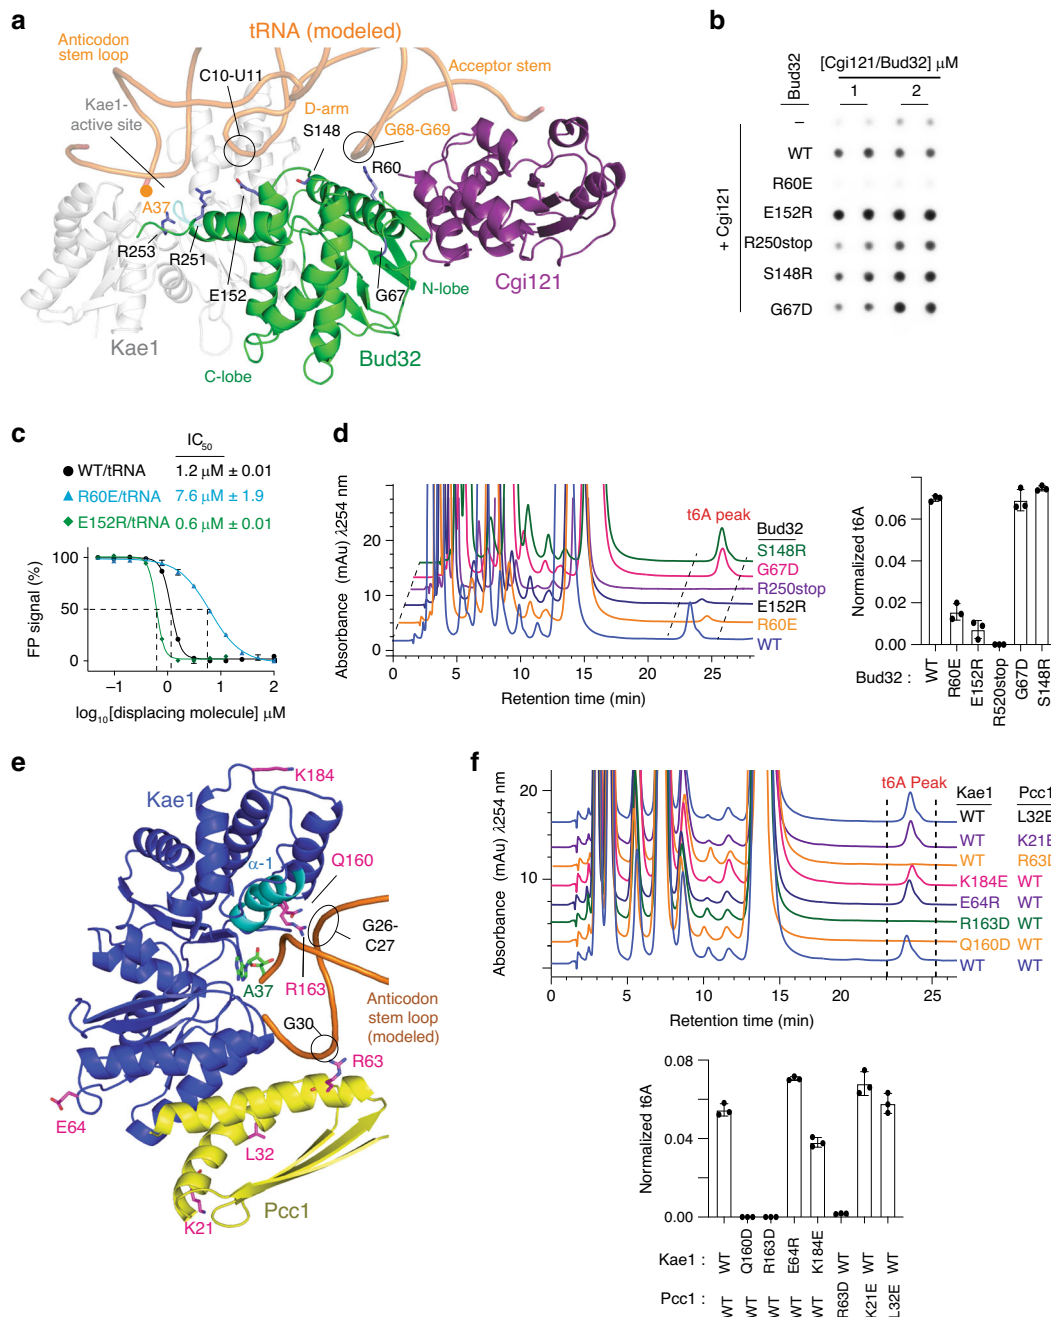 a
tRNA (modeled)
Anticodon
stem loop
C10-U11
Acceptor stem
Kae1-
active site
D-arm
S148
G68-G69
R60
A37
R253
R251
E152
G67
N-lobe
Cgi121
Kae1
Bud32
C-lobe
b
Bud32
[Cgi121/Bud32] μM
1 2
–
WT
R60E
E152R
R250stop
S148R
G67D
+ Cgi121
c
IC50
WT/tRNA 1.2 μM ± 0.01
R60E/tRNA 7.6 μM ± 1.9
E152R/tRNA 0.6 μM ± 0.01
FP signal (%)
100
50
0
–1 0 1 2
log10[displacing molecule] μM
d
Absorbance (mAu) λ254 nm
20
10
0
0 5 10 15 20 25
Retention time (min)
t6A peak
Bud32
S148R
G67D
R250stop
E152R
R60E
WT
Normalized t6A
0.06
0.02
0.00
Bud32 :
WT
R60E
E152R
R520stop
G67D
S148R
e
K184
Kae1
Q160
α-1
G26-
C27
A37
R163
Anticodon
stem loop
(modeled)
G30
R63
E64
L32
Pcc1
K21
f
Absorbance (mAu) λ254 nm
20
10
0
0 5 10 15 20 25
Retention time (min)
t6A Peak
Kae1 Pcc1
WT L32E
WT K21E
WT R63D
K184E WT
E64R WT
R163D WT
Q160D WT
WT WT
Normalized t6A
0.08
0.04
0.00
Kae1 :
WT
Q160D
R163D
E64R
K184E
WT
WT
WT
Pcc1 :
WT
WT
WT
WT
WT
R63D
K21E
L32E